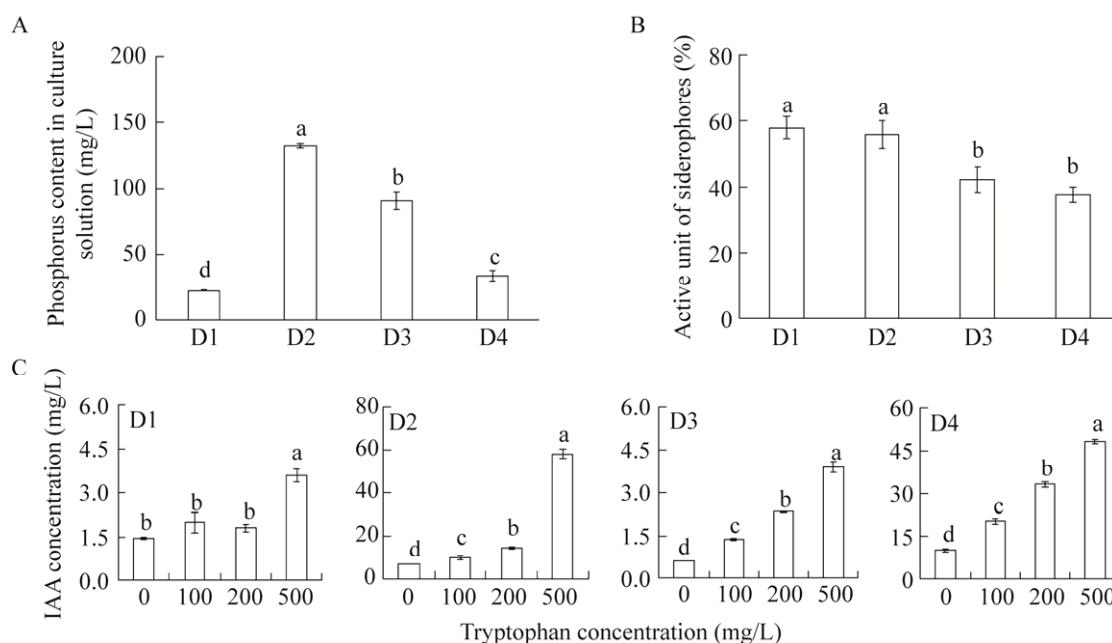 A
Phosphorus content in culture
solution (mg/L)
200
150
100
50
0
d
a
b
c
D1 D2 D3 D4
B
Active unit of siderophores (%)
80
60
40
20
0
a
a
b
b
D1 D2 D3 D4
C
IAA concentration (mg/L)
D1
6.0
4.5
3.0
1.5
0.0
b
b
b
a
0 100 200 500
D2
80
60
40
20
0
d
c
b
a
0 100 200 500
D3
6.0
4.5
3.0
1.5
0.0
d
c
b
a
0 100 200 500
D4
60
45
30
15
0
d
c
b
a
0 100 200 500
Tryptophan concentration (mg/L)